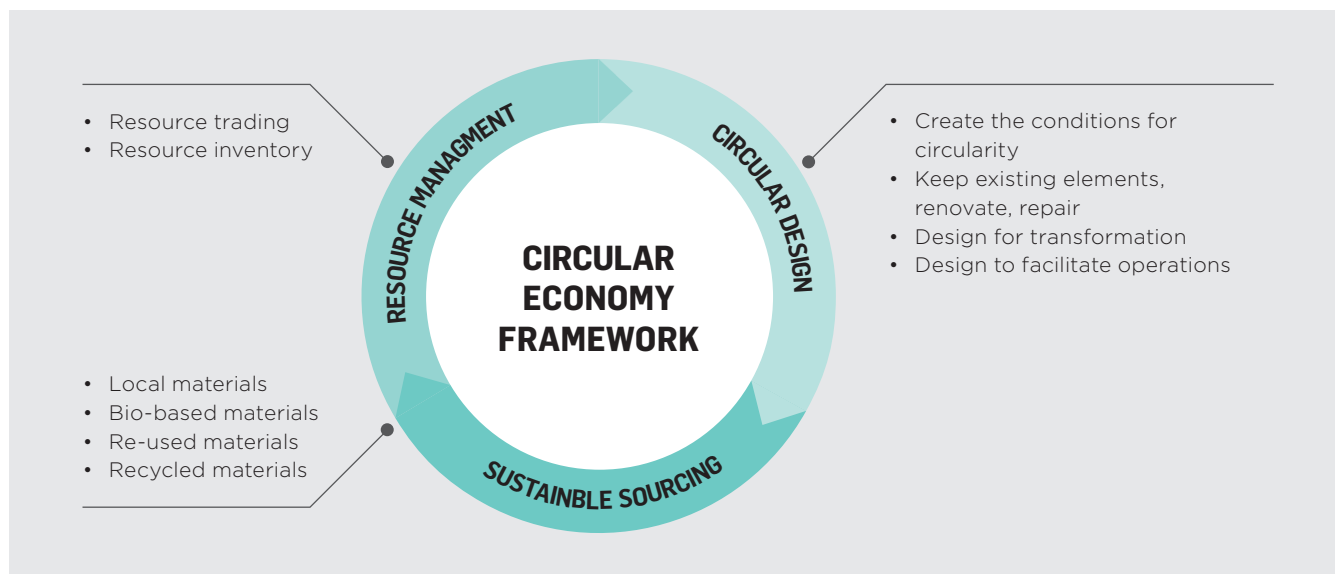 • Resource trading
• Resource inventory
RESOURCE MANAGMENT
CIRCULAR DESIGN
• Create the conditions for
circularity
• Keep existing elements,
renovate, repair
• Design for transformation
• Design to facilitate operations
CIRCULAR
ECONOMY
FRAMEWORK
• Local materials
• Bio-based materials
• Re-used materials
• Recycled materials
SUSTAINBLE SOURCING